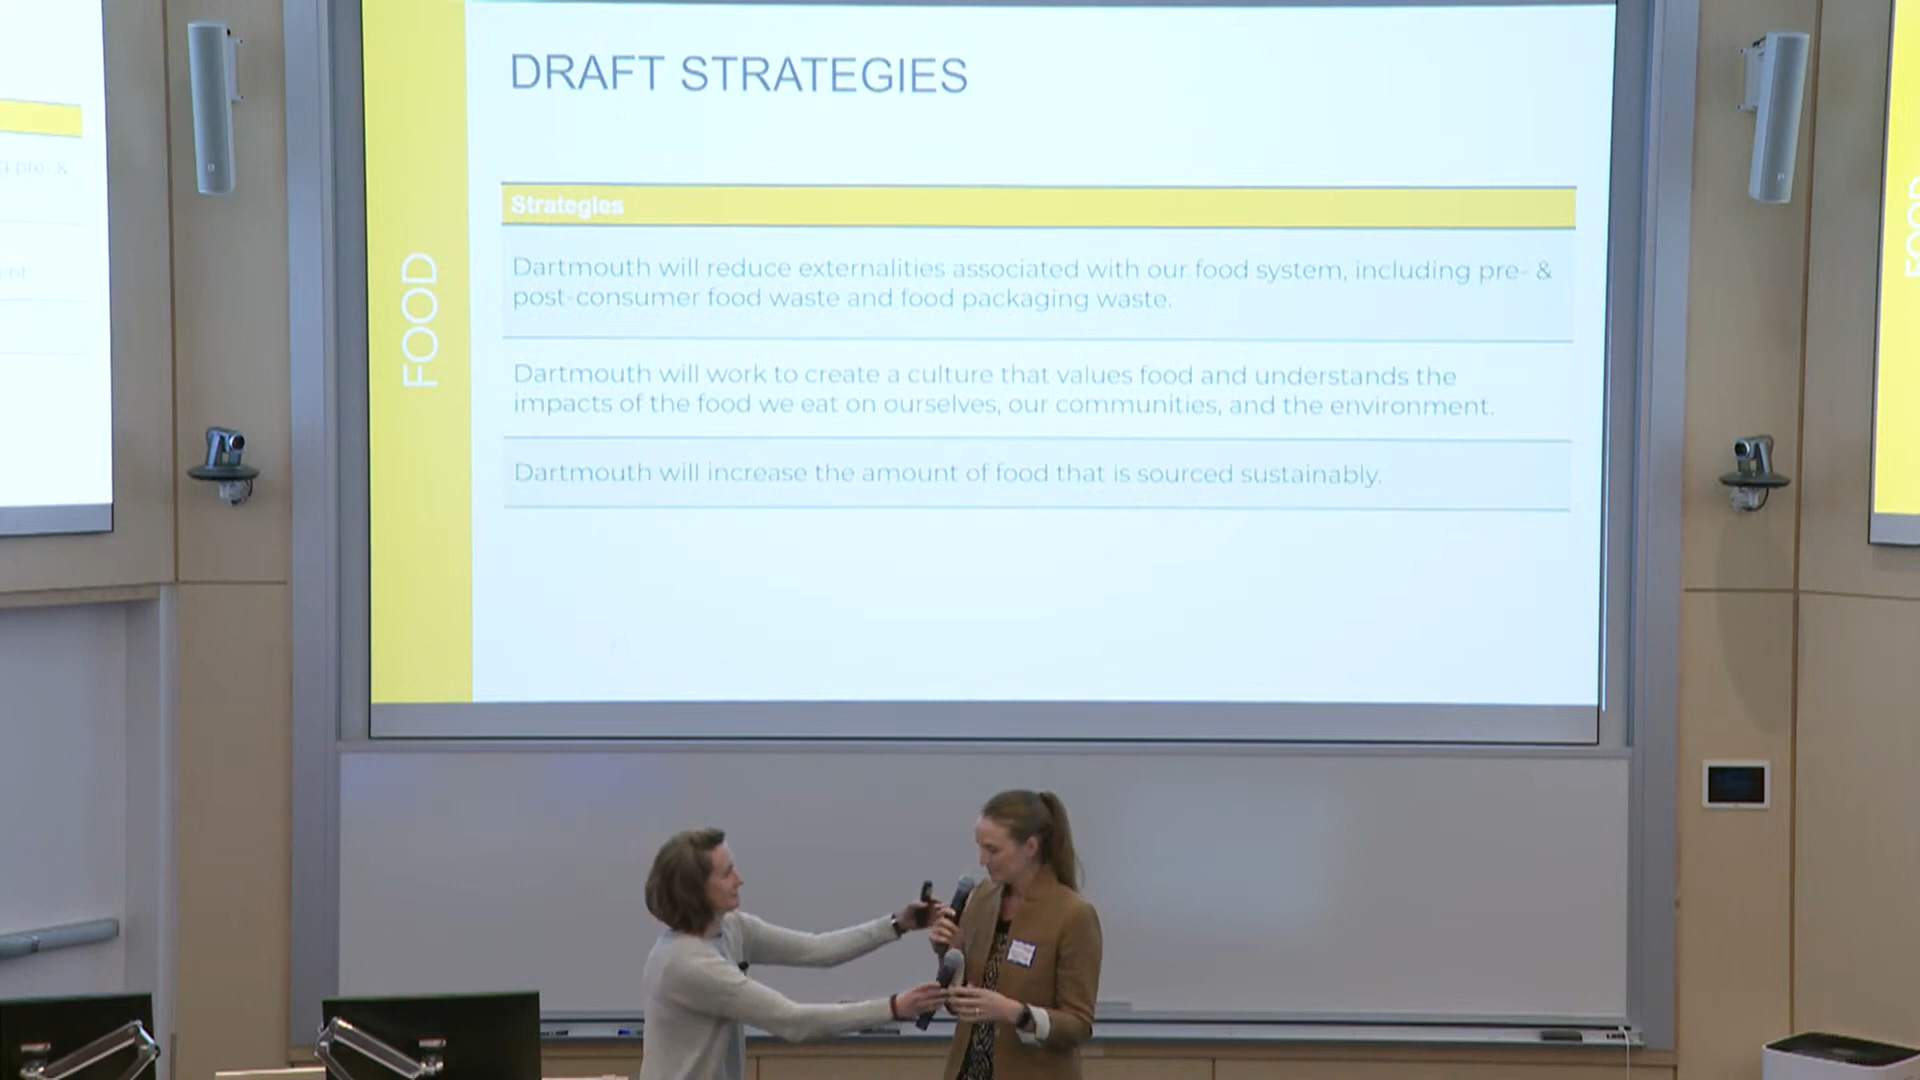 pre- &
DRAFT STRATEGIES
Strategies
Dartmouth will reduce externalities associated with our food system, including pre- &
post-consumer food waste and food packaging waste.
Dartmouth will work to create a culture that values food and understands the
impacts of the food we eat on ourselves, our communities, and the environment.
Dartmouth will increase the amount of food that is sourced sustainably.
FOOD
FOOD